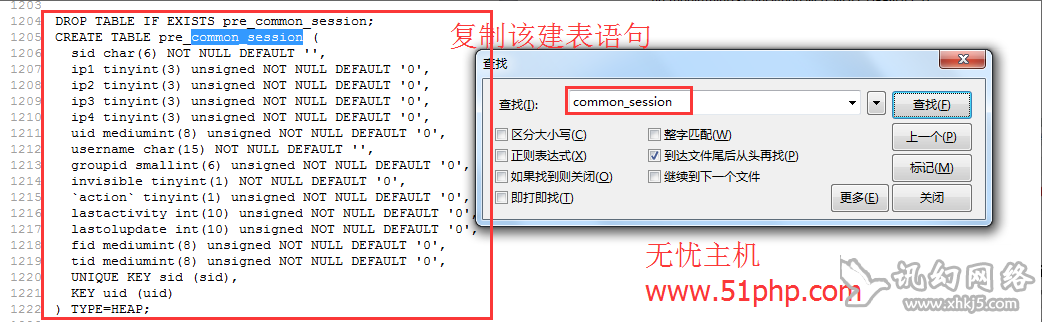 1203
1204 DROP TABLE IF EXISTS pre_common_session;
1205 CREATE TABLE pre_common_session (
1206 sid char(6) NOT NULL DEFAULT '',
1207 ip1 tinyint(3) unsigned NOT NULL DEFAULT '0',
1208 ip2 tinyint(3) unsigned NOT NULL DEFAULT '0',
1209 ip3 tinyint(3) unsigned NOT NULL DEFAULT '0',
1210 ip4 tinyint(3) unsigned NOT NULL DEFAULT '0',
1211 uid mediumint(8) unsigned NOT NULL DEFAULT '0',
1212 username char(15) NOT NULL DEFAULT '',
1213 groupid smallint(6) unsigned NOT NULL DEFAULT '0',
1214 invisible tinyint(1) NOT NULL DEFAULT '0',
1215 `action` tinyint(1) unsigned NOT NULL DEFAULT '0',
1216 lastactivity int(10) unsigned NOT NULL DEFAULT '0',
1217 lastolupdate int(10) unsigned NOT NULL DEFAULT '0',
1218 fid mediumint(8) unsigned NOT NULL DEFAULT '0',
1219 tid mediumint(8) unsigned NOT NULL DEFAULT '0',
1220 UNIQUE KEY sid (sid),
1221 KEY uid (uid)
1222 ) TYPE=HEAP;
复制该建表语句
查找
查找(I): common_session 查找(F)
区分大小写(C) 整字匹配(W) 上一个(P)
正则表达式(X) 到达文件尾后从头再找(P) 标记(M)
如果找到则关闭(O) 继续到下一个文件
即打即找(T) 更多(E) 关闭
无忧主机
www.51php.com
讯幻网络
www.xhkj5.com